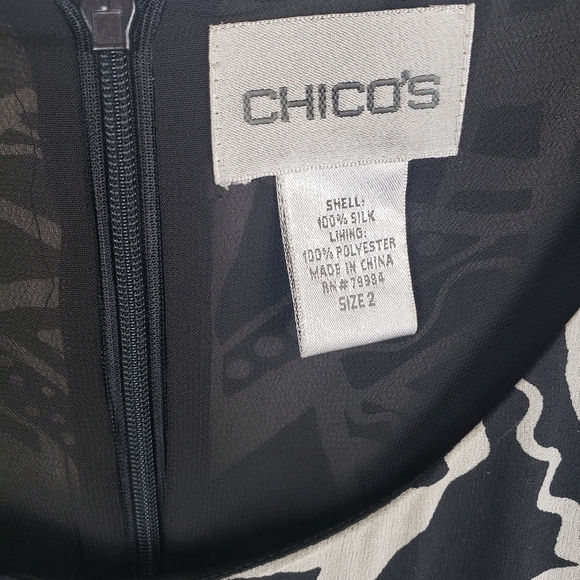 CHICO'S
SHELL:
100% SILK
LINING:
100% POLYESTER
MADE IN CHINA
RN#79984
SIZE 2